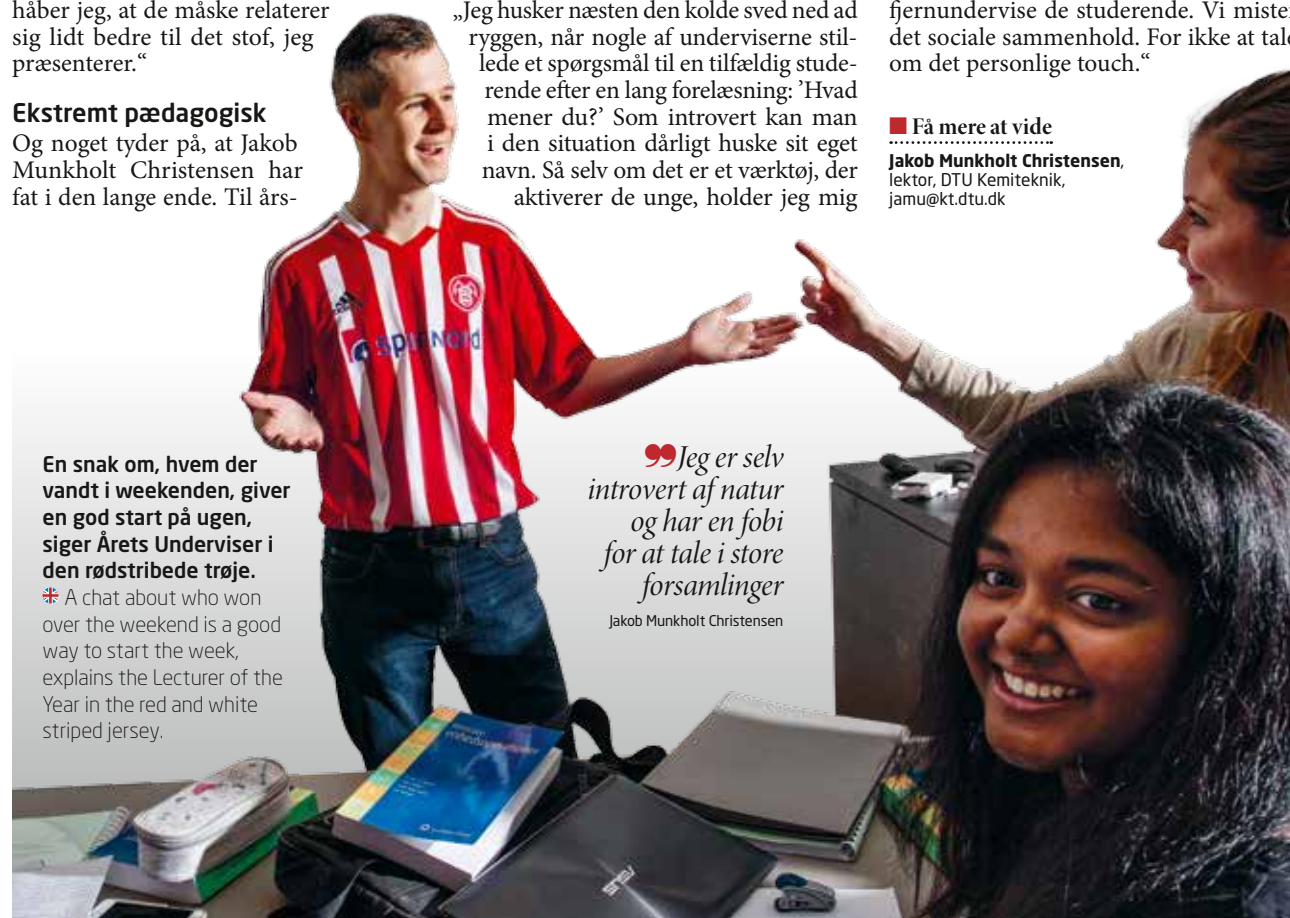 håber jeg, at de måske relaterer
sig lidt bedre til det stof, jeg
præsenterer.“
Ekstremt pædagogisk
Og noget tyder på, at Jakob
Munkholt Christensen har
fat i den lange ende. Til års-
„Jeg husker næsten den kolde sved ned ad
ryggen, når nogle af underviserne stil-
lede et spørgsmål til en tilfældig stude-
rende efter en lang forelæsning: ’Hvad
mener du?’ Som introvert kan man
i den situation dårligt huske sit eget
navn. Så selv om det er et værktøj, der
aktiverer de unge, holder jeg mig
fjernundervise de studerende. Vi mister
det sociale sammenhold. For ikke at tale
om det personlige touch.“
Få mere at vide
Jakob Munkholt Christensen,
lektor, DTU Kemiteknik,
jamu@kt.dtu.dk
En snak om, hvem der
vandt i weekenden, giver
en god start på ugen,
siger Årets Underviser i
den rødstribede trøje.
A chat about who won
over the weekend is a good
way to start the week,
explains the Lecturer of the
Year in the red and white
striped jersey.
Jeg er selv
introvert af natur
og har en fobi
for at tale i store
forsamlinger
Jakob Munkholt Christensen
adidas
ASUS